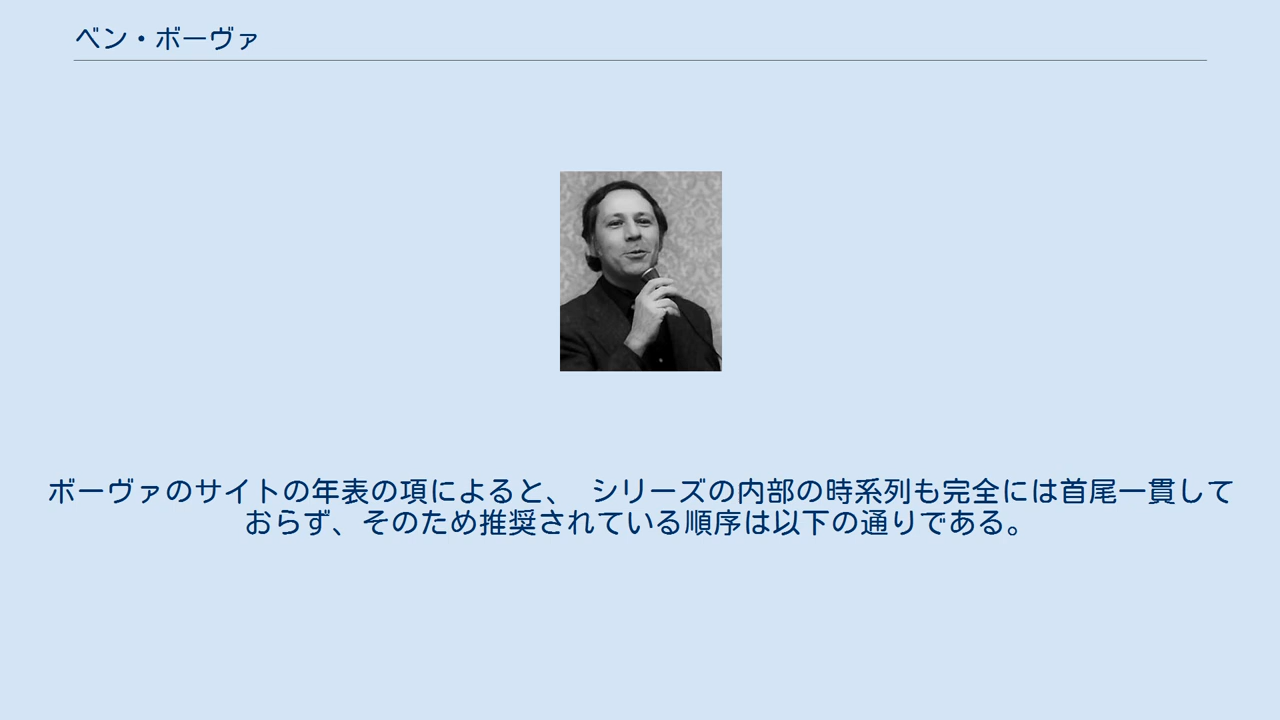 ベン・ボーヴァ
ボーヴァのサイトの年表の項によると、 シリーズの内部の時系列も完全には首尾一貫して
おらず、そのため推奨されている順序は以下の通りである。